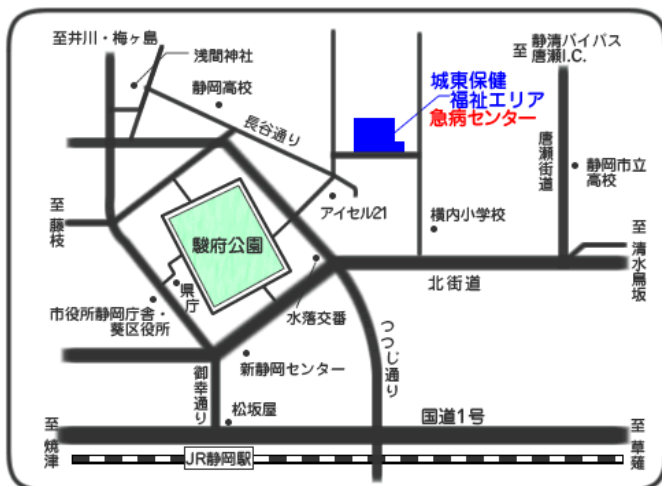 至井川・梅ヶ島
浅間神社
静岡高校
長谷通り
至
静清バイパス
唐瀬I.C.
城東保健
福祉エリア
急病センター
唐瀬街道
静岡市立
高校
至藤枝
駿府公園
アイセル21
横内小学校
至清水鳥坂
北街道
県庁
市役所静岡庁舎・
葵区役所
水落交番
つつじ通り
御幸通り
新静岡センター
松坂屋
国道1号
至焼津
JR静岡駅
至草薙